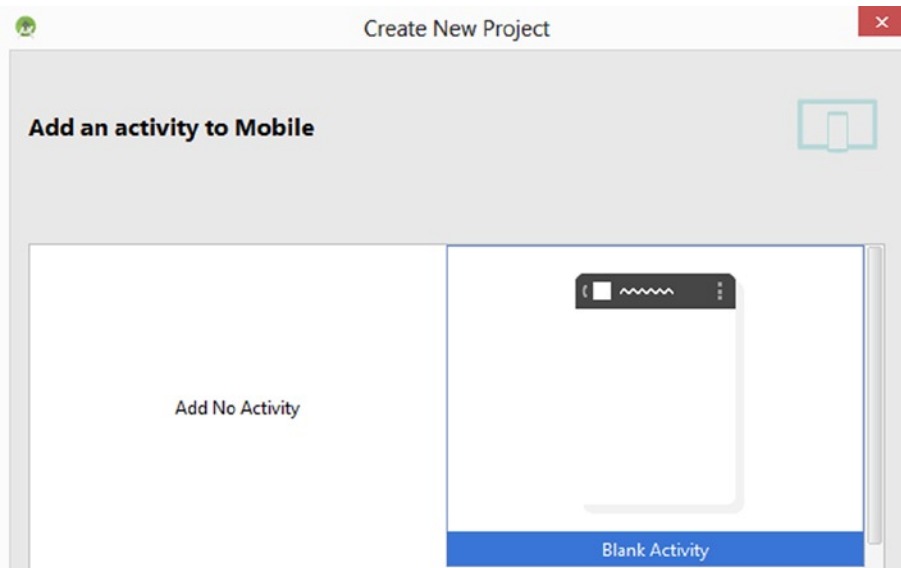 Create New Project
Add an activity to Mobile
Add No Activity
Blank Activity